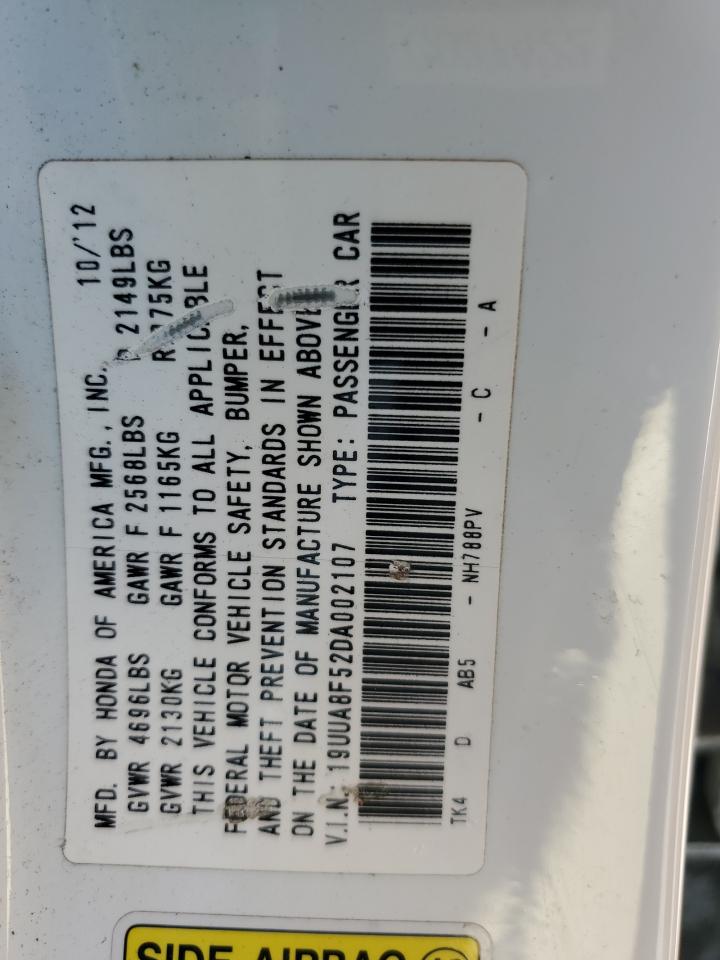 MFD. BY HONDA OF AMERICA MFG., INC. 10/'12
GVWR 4696LBS GAWR F 2568LBS R 2149LBS
GVWR 2130KG GAWR F 1165KG R 975KG
THIS VEHICLE CONFORMS TO ALL APPLICABLE
FEDERAL MOTOR VEHICLE SAFETY, BUMPER,
AND THEFT PREVENTION STANDARDS IN EFFECT
ON THE DATE OF MANUFACTURE SHOWN ABOVE
V.I.N.: 19UUA8F52DA002107 TYPE: PASSENGER CAR
TK4 D AB5 - NH788PV - C - A
SIDE AIRBAG